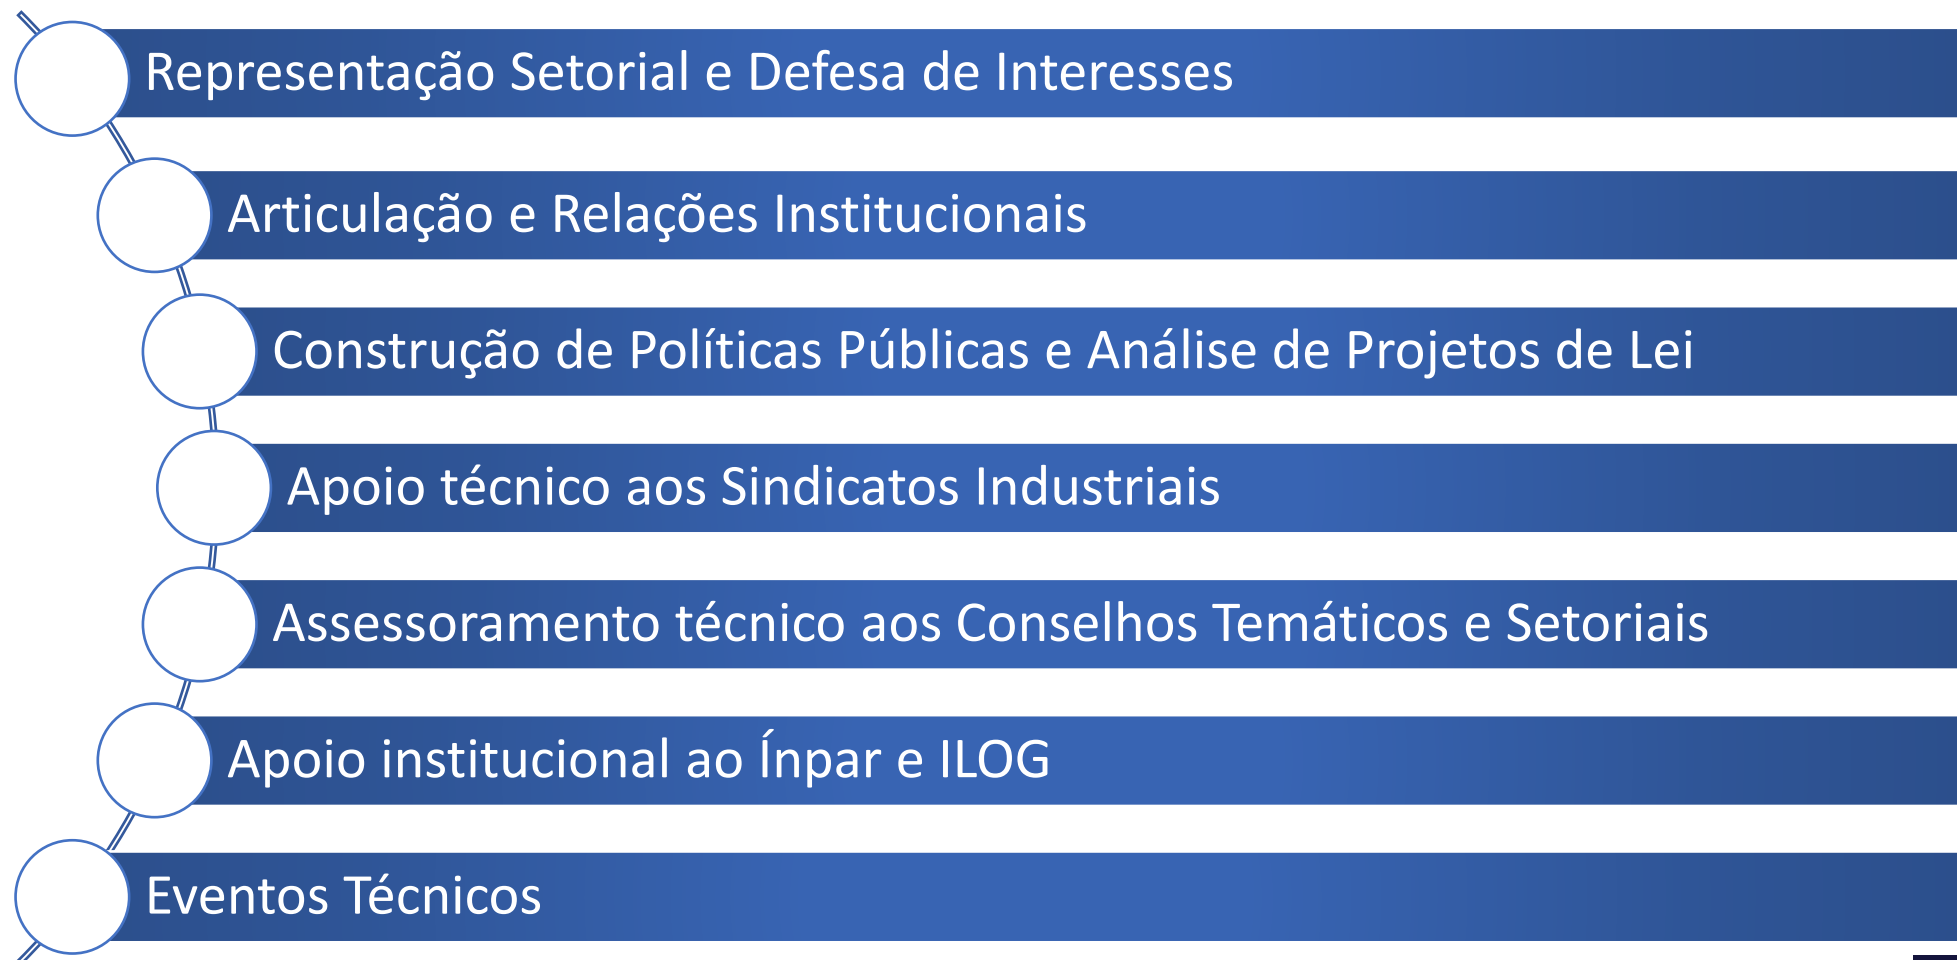 Representação Setorial e Defesa de Interesses
Articulação e Relações Institucionais
Construção de Políticas Públicas e Análise de Projetos de Lei
Apoio técnico aos Sindicatos Industriais
Assessoramento técnico aos Conselhos Temáticos e Setoriais
Apoio institucional ao Ínpar e ILOG
Eventos Técnicos